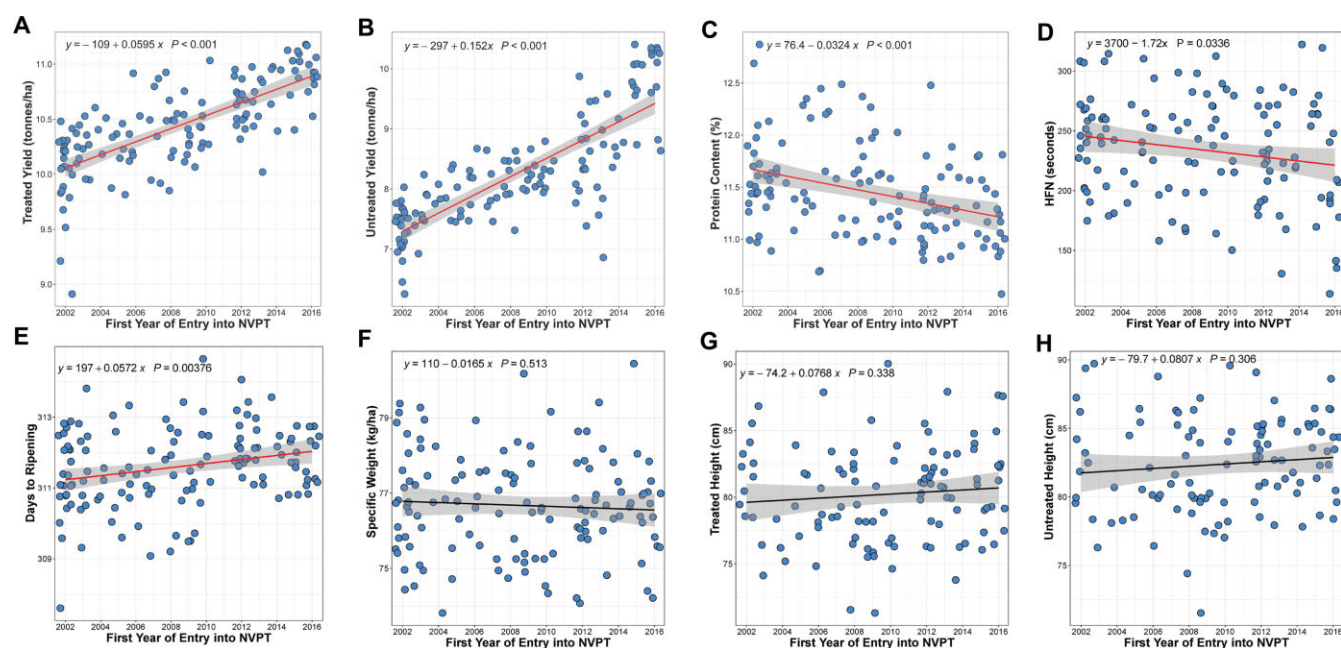 A
y = − 109 + 0.0595 x P < 0.001
Treated Yield (tonnes/ha)
11.0
10.5
10.0
9.5
9.0
2002 2004 2006 2008 2010 2012 2014 2016
First Year of Entry into NVPT
B
y = − 297 + 0.152 x P < 0.001
Untreated Yield (tonne/ha)
10
9
8
7
2002 2004 2006 2008 2010 2012 2014 2016
First Year of Entry into NVPT
C
y = 76.4 − 0.0324 x P < 0.001
Protein Content (%)
12.5
12.0
11.5
11.0
10.5
2002 2004 2006 2008 2010 2012 2014 2016
First Year of Entry into NVPT
D
y = 3700 − 1.72x P = 0.0336
HFN (seconds)
300
250
200
150
2002 2004 2006 2008 2010 2012 2014 2016
First Year of Entry into NVPT
E
y = 197 + 0.0572 x P = 0.00376
Days to Ripening
313
311
309
2002 2004 2006 2008 2010 2012 2014 2016
First Year of Entry into NVPT
F
y = 110 − 0.0165 x P = 0.513
Specific Weight (kg/ha)
79
77
75
2002 2004 2006 2008 2010 2012 2014 2016
First Year of Entry into NVPT
G
y = − 74.2 + 0.0768 x P = 0.338
Treated Height (cm)
90
85
80
75
2002 2004 2006 2008 2010 2012 2014 2016
First Year of Entry into NVPT
H
y = − 79.7 + 0.0807 x P = 0.306
Untreated Height (cm)
90
85
80
75
2002 2004 2006 2008 2010 2012 2014 2016
First Year of Entry into NVPT